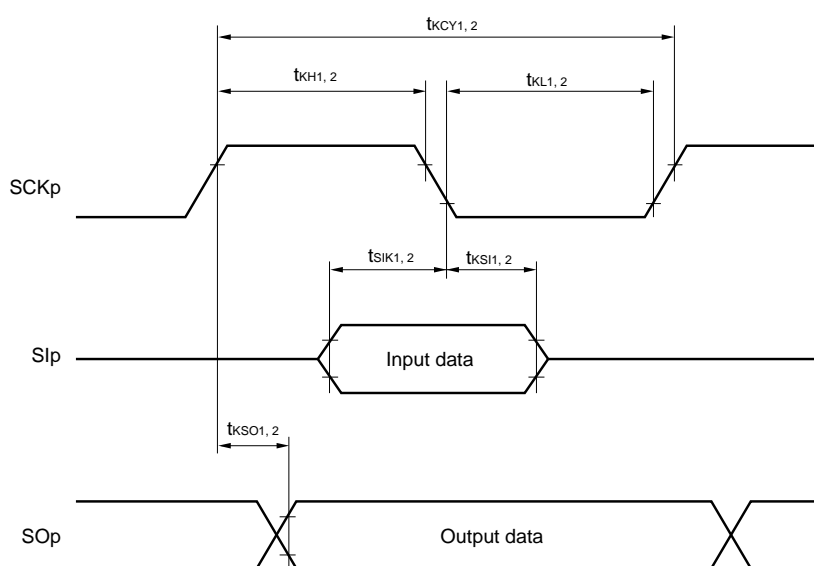 tKCY1, 2
tKH1, 2
tKL1, 2
SCKp
tSIK1, 2
tKSI1, 2
SIp
Input data
tKSO1, 2
SOp
Output data